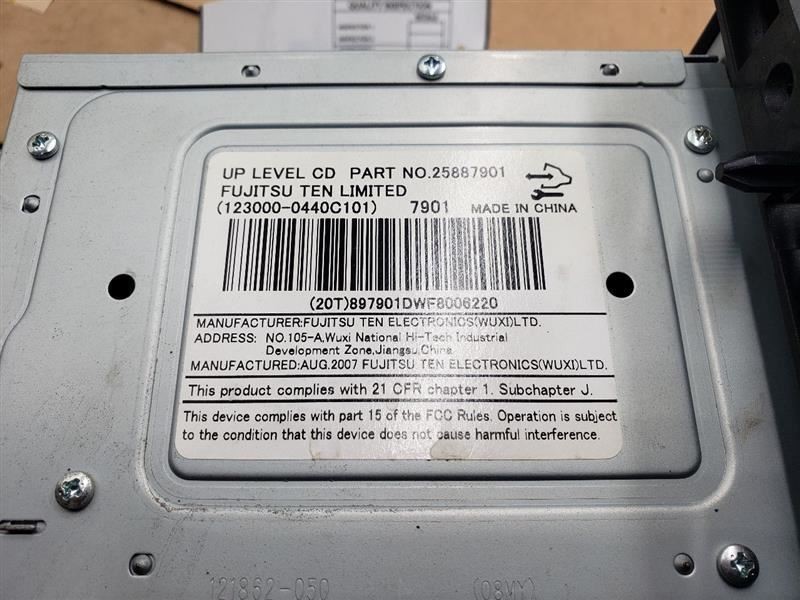 QUALITY INSPECTION
UP LEVEL CD PART NO.25887901
FUJITSU TEN LIMITED
(123000-0440C101) 7901 MADE IN CHINA
(20T)897901DWF8006220
MANUFACTURER:FUJITSU TEN ELECTRONICS(WUXI)LTD.
ADDRESS: NO.105-A,Wuxi National Hi-Tech Industrial
Development Zone,Jiangsu,China
MANUFACTURED:AUG.2007 FUJITSU TEN ELECTRONICS(WUXI)LTD.
This product complies with 21 CFR chapter 1. Subchapter J.
This device complies with part 15 of the FCC Rules. Operation is subject
to the condition that this device does not cause harmful interference.
121862-050 (08MY)